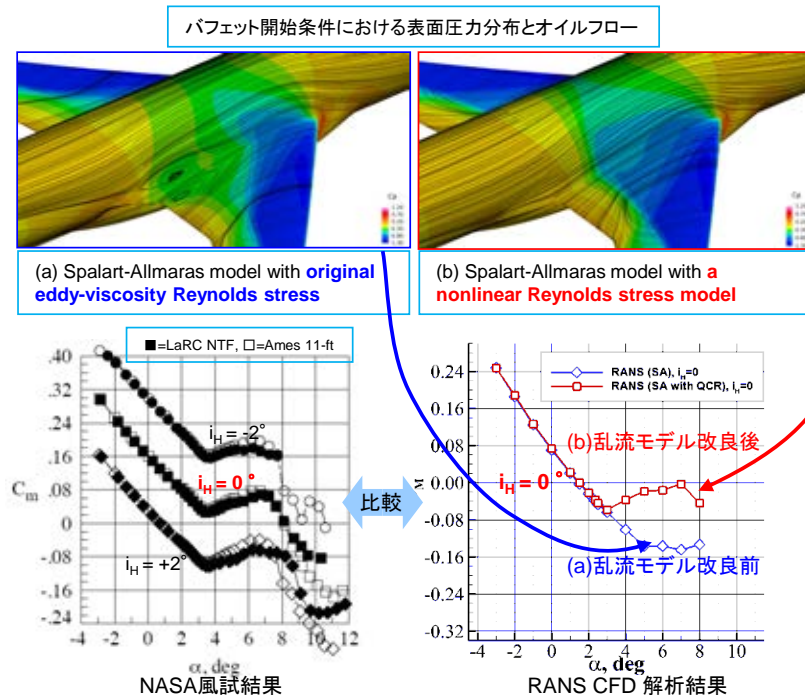 バフェット開始条件における表面圧力分布とオイルフロー
(a) Spalart-Allmaras model with original
eddy-viscosity Reynolds stress
(b) Spalart-Allmaras model with a
nonlinear Reynolds stress model
■=LaRC NTF, □=Ames 11-ft
.40
.32
.24
.16
.08
0
-.08
-.16
-.24
Cm
iH = -2°
iH = 0°
iH = +2°
-4 -2 0 2 4 6 8 10 12
α, deg
NASA風試結果
比較
RANS (SA), iH=0
RANS (SA with QCR), iH=0
0.24
0.16
0.08
0.00
-0.08
-0.16
-0.24
-0.32
M
(b)乱流モデル改良後
iH = 0°
(a)乱流モデル改良前
-4 -2 0 2 4 6 8 10
α, deg
RANS CFD 解析結果